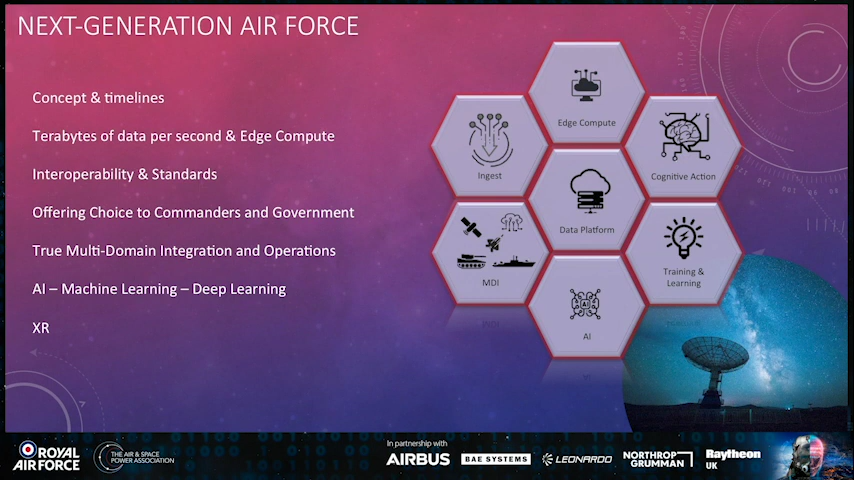 NEXT-GENERATION AIR FORCE
Concept & timelines
Terabytes of data per second & Edge Compute
Interoperability & Standards
Offering Choice to Commanders and Government
True Multi-Domain Integration and Operations
AI – Machine Learning – Deep Learning
XR
Edge Compute
Ingest
Cognitive Action
Data Platform
MDI
Training &
Learning
AI
ROYAL
AIR FORCE
THE AIR & SPACE
POWER ASSOCIATION
In partnership with
AIRBUS
BAE SYSTEMS
LEONARDO
NORTHROP
GRUMMAN
Raytheon
UK